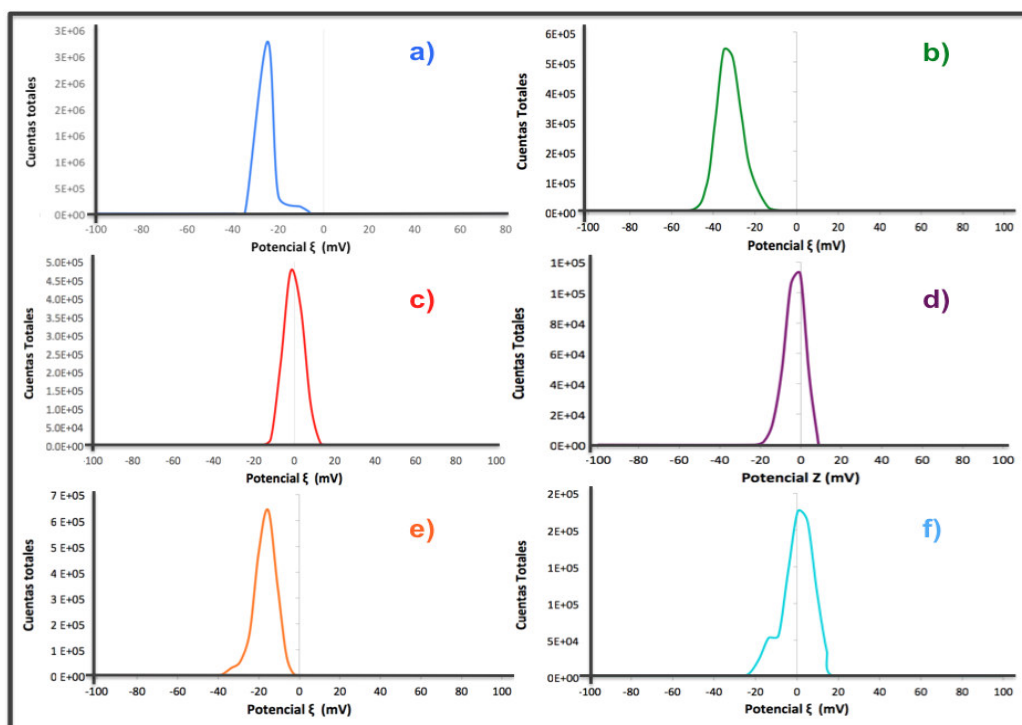 a)
Cuentas totales
3E+06
3E+06
2E+06
2E+06
1E+06
5E+05
0E+00
-100 -80 -60 -40 -20 0 20 40 60 80
Potencial ξ (mV)
b)
Cuentas Totales
6E+05
5E+05
4E+05
3E+05
2E+05
1E+05
0E+00
-100 -80 -60 -40 -20 0 20 40 60 80 100
Potencial ξ (mV)
c)
Cuentas Totales
5.0E+05
4.5E+05
4.0E+05
3.5E+05
3.0E+05
2.5E+05
2.0E+05
1.5E+05
1.0E+05
5.0E+04
0.0E+00
-100 -80 -60 -40 -20 0 20 40 60 80 100
Potencial ξ (mV)
d)
Cuentas Totales
1E+05
1E+05
8E+04
6E+04
4E+04
1E+04
0E+00
-100 -80 -60 -40 -20 0 20 40 60 80 100
Potencial Z (mV)
e)
Cuentas totales
7 E+05
6 E+05
5 E+05
4 E+05
3 E+05
2 E+05
1 E+05
0 E+00
-100 -80 -60 -40 -20 0 20 40 60 80 100
Potencial ξ (mV)
f)
Cuentas Totales
2E+05
2E+05
1E+05
5E+04
0E+00
-100 -80 -60 -40 -20 0 20 40 60 80 100
Potencial ξ (mV)